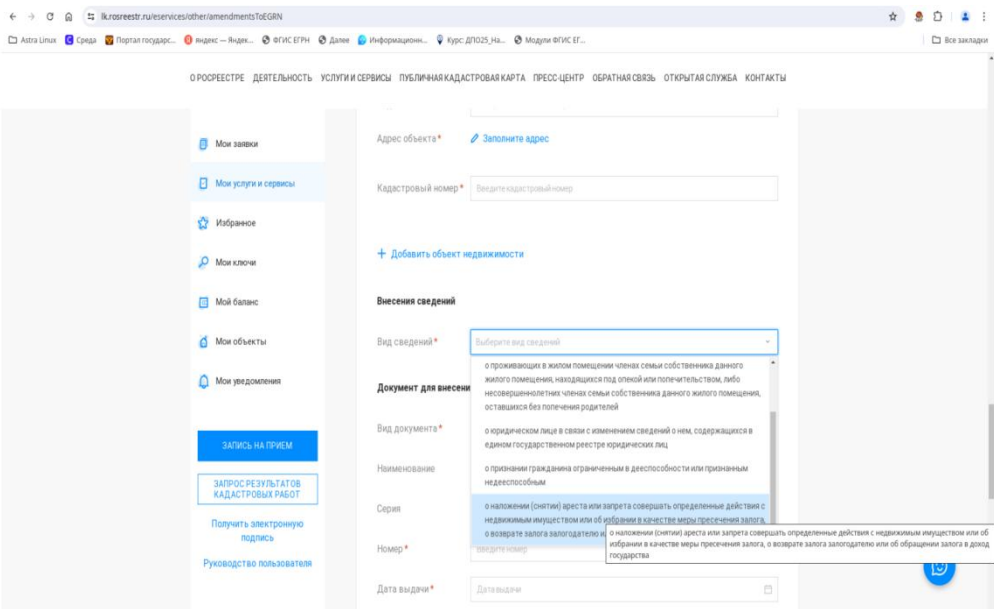 lk.rosreestr.ru/eservices/other/amendmentsToEGRN
Astra Linux Среда Портал государс... Яндекс — Яндек... ФГИС ЕГРН Далее Информационн... Курс: ДПО25_На... Модули ФГИС ЕГ... Все закладки
О РОСРЕЕСТРЕ ДЕЯТЕЛЬНОСТЬ УСЛУГИ И СЕРВИСЫ ПУБЛИЧНАЯ КАДАСТРОВАЯ КАРТА ПРЕСС-ЦЕНТР ОБРАТНАЯ СВЯЗЬ ОТКРЫТАЯ СЛУЖБА КОНТАКТЫ
Мои заявки
Мои услуги и сервисы
Избранное
Мои ключи
Мой баланс
Мои объекты
Мои уведомления
ЗАПИСЬ НА ПРИЕМ
ЗАПРОС РЕЗУЛЬТАТОВ
КАДАСТРОВЫХ РАБОТ
Получить электронную
подпись
Руководство пользователя
Адрес объекта* Заполните адрес
Кадастровый номер* Введите кадастровый номер
+ Добавить объект недвижимости
Внесения сведений
Вид сведений* Выберите вид сведений
о проживающих в жилом помещении членах семьи собственника данного
жилого помещения, находящихся под опекой или попечительством, либо
несовершеннолетних членах семьи собственника данного жилого помещения,
оставшихся без попечения родителей
о юридическом лице в связи с изменением сведений о нем, содержащихся в
едином государственном реестре юридических лиц
о признании гражданина ограниченным в дееспособности или признанным
недееспособным
о наложении (снятии) ареста или запрета совершать определенные действия с
недвижимым имуществом или об избрании в качестве меры пресечения залога,
о возврате залога залогодателю и
о наложении (снятии) ареста или запрета совершать определенные действия с недвижимым имуществом или об
избрании в качестве меры пресечения залога, о возврате залога залогодателю или об обращении залога в доход
государства
Документ для внесени
Вид документа*
Наименование
Серия
Номер* Введите номер
Дата выдачи* Дата выдачи